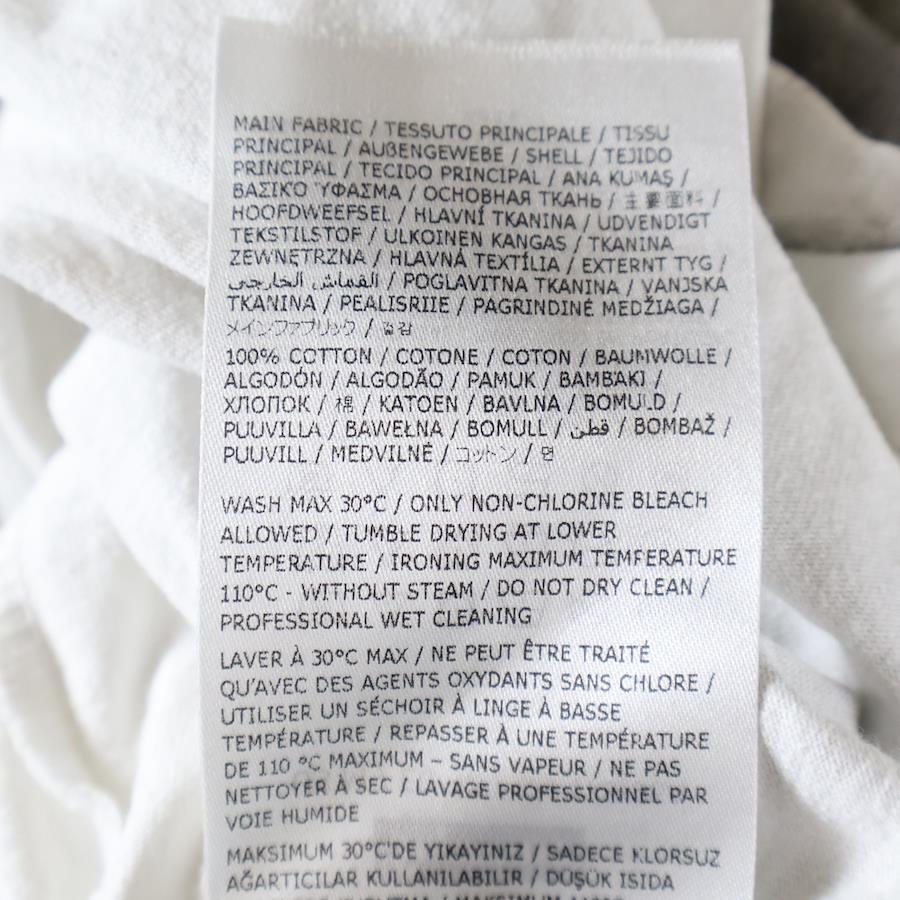 MAIN FABRIC / TESSUTO PRINCIPALE / TISSU
PRINCIPAL / AUßENGEWEBE / SHELL / TEJIDO
PRINCIPAL / TECIDO PRINCIPAL / ANA KUMAŞ /
ΒΑΣΙΚΌ ΎΦΑΣΜΑ / ОСНОВНАЯ ТКАНЬ / 主要面料 /
HOOFDWEEFSEL / HLAVNÍ TKANINA / UDVENDIGT
TEKSTILSTOF / ULKOINEN KANGAS / TKANINA
ZEWNĘTRZNA / HLAVNÁ TEXTÍLIA / EXTERNT TYG /
القماش الخارجي / POGLAVITNA TKANINA / VANJSKA
TKANINA / PEALISRIIE / PAGRINDINĖ MEDŽIAGA /
メインファブリック / 겉감
100% COTTON / COTONE / COTON / BAUMWOLLE /
ALGODÓN / ALGODÃO / PAMUK / ΒΑΜΒΆΚΙ /
ХЛОПОК / 棉 / KATOEN / BAVLNA / BOMULD /
PUUVILLA / BAWEŁNA / BOMULL / قطن / BOMBAŽ /
PUUVILL / MEDVILNĖ / コットン / 면
WASH MAX 30°C / ONLY NON-CHLORINE BLEACH
ALLOWED / TUMBLE DRYING AT LOWER
TEMPERATURE / IRONING MAXIMUM TEMPERATURE
110°C - WITHOUT STEAM / DO NOT DRY CLEAN /
PROFESSIONAL WET CLEANING
LAVER À 30°C MAX / NE PEUT ÊTRE TRAITÉ
QU'AVEC DES AGENTS OXYDANTS SANS CHLORE /
UTILISER UN SÉCHOIR À LINGE À BASSE
TEMPÉRATURE / REPASSER À UNE TEMPÉRATURE
DE 110 °C MAXIMUM – SANS VAPEUR / NE PAS
NETTOYER À SEC / LAVAGE PROFESSIONNEL PAR
VOIE HUMIDE
MAKSIMUM 30°C'DE YIKAYINIZ / SADECE KLORSUZ
AĞARTICILAR KULLANILABILIR / DÜŞÜK ISIDA